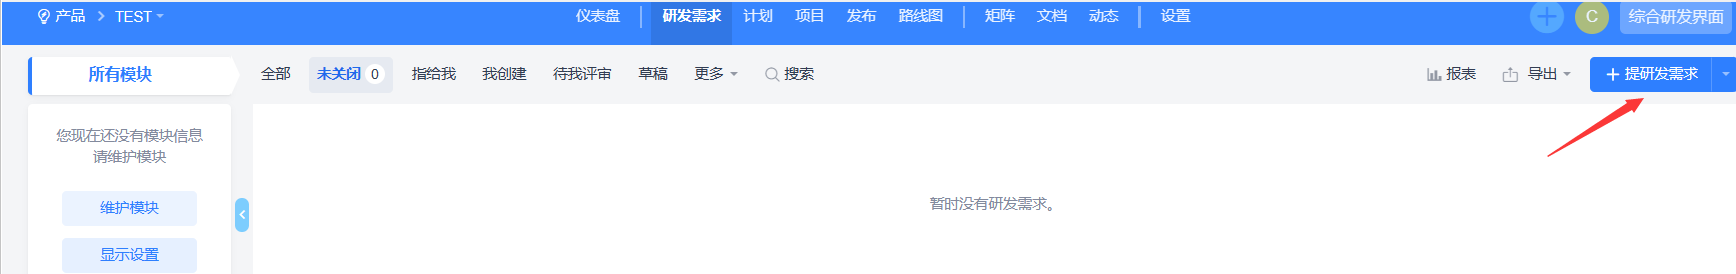 产品 > TEST 仪表盘 研发需求 计划 项目 发布 路线图 矩阵 文档 动态 设置 C 综合研发界面
所有模块 全部 未关闭 0 指给我 我创建 待我评审 草稿 更多 搜索 报表 导出 提研发需求
您现在还没有模块信息
请维护模块
维护模块
暂时没有研发需求。
显示设置